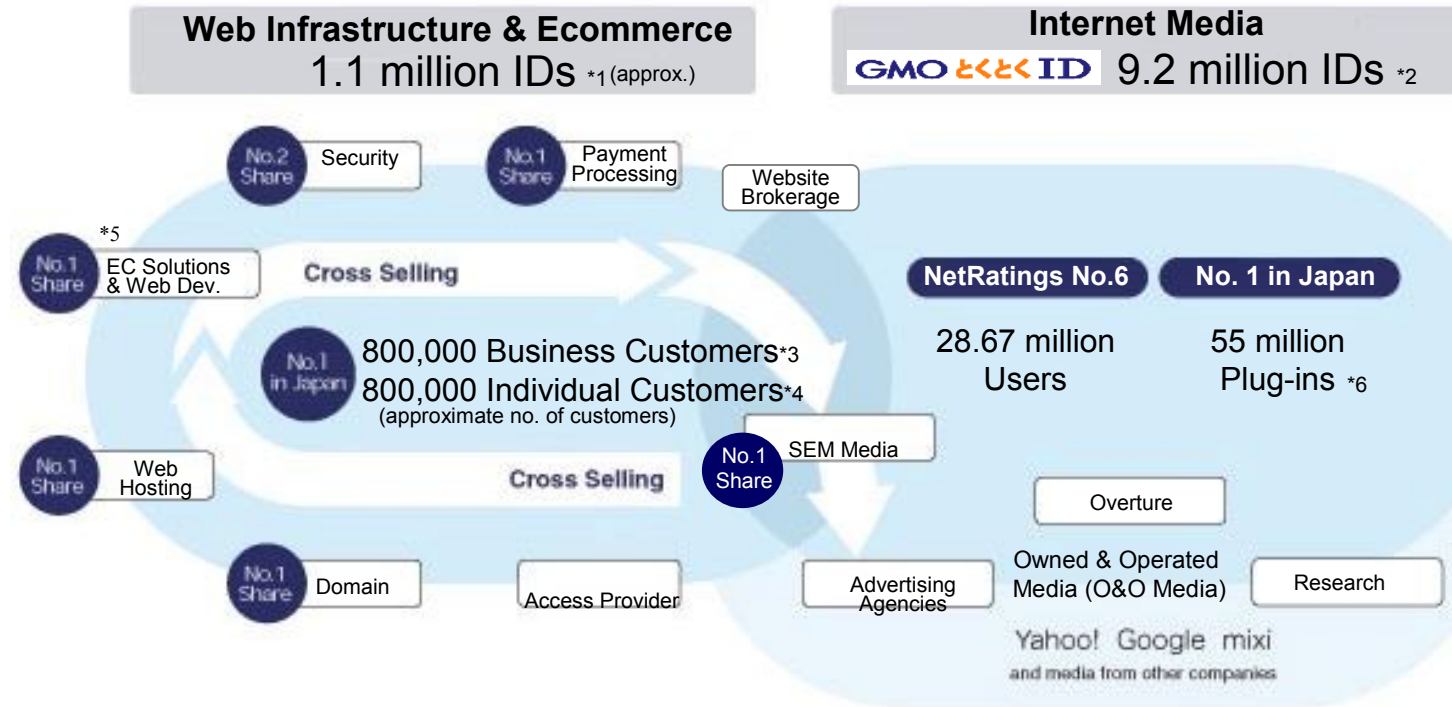 Web Infrastructure & Ecommerce
1.1 million IDs *1 (approx.)
Internet Media
GMO とくとく ID 9.2 million IDs *2
No.2
Share
Security
No.1
Share
Payment
Processing
Website
Brokerage
*5
No.1
Share
EC Solutions
& Web Dev.
Cross Selling
NetRatings No.6
No. 1 in Japan
No.1
in Japan
800,000 Business Customers*3
800,000 Individual Customers*4
(approximate no. of customers)
28.67 million
Users
55 million
Plug-ins *6
No.1
Share
Web
Hosting
Cross Selling
No.1
Share
SEM Media
Overture
No.1
Share
Domain
Access Provider
Advertising
Agencies
Owned & Operated
Media (O&O Media)
Research
Yahoo! Google mixi
and media from other companies